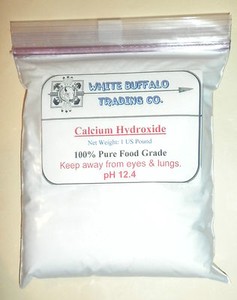 WHITE BUFFALO
TRADING CO.
Calcium Hydroxide
Net Weight: 1 US Pound
100% Pure Food Grade
Keep away from eyes & lungs.
pH 12.4